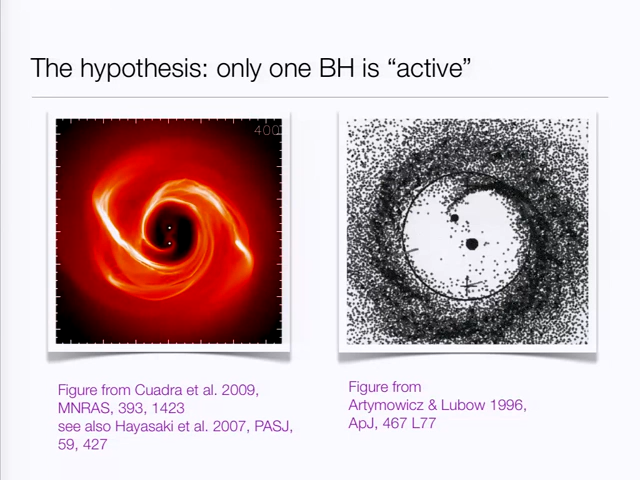 The hypothesis: only one BH is “active”
400
Figure from Cuadra et al. 2009,
MNRAS, 393, 1423
see also Hayasaki et al. 2007, PASJ,
59, 427
Figure from
Artymowicz & Lubow 1996,
ApJ, 467 L77